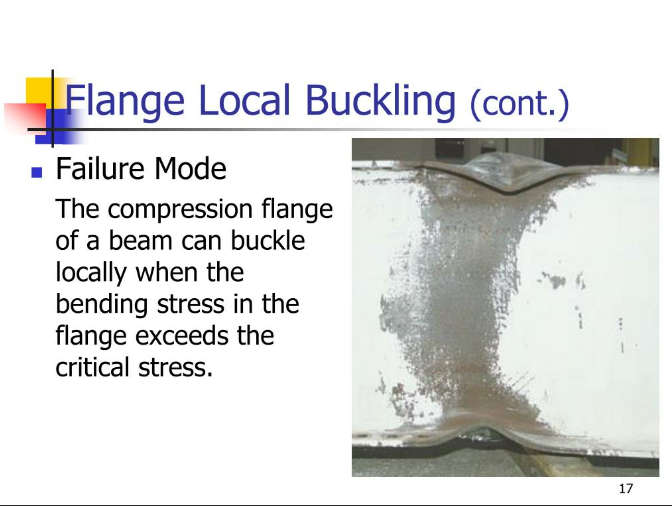 Flange Local Buckling (cont.)
Failure Mode
The compression flange
of a beam can buckle
locally when the
bending stress in the
flange exceeds the
critical stress.
17